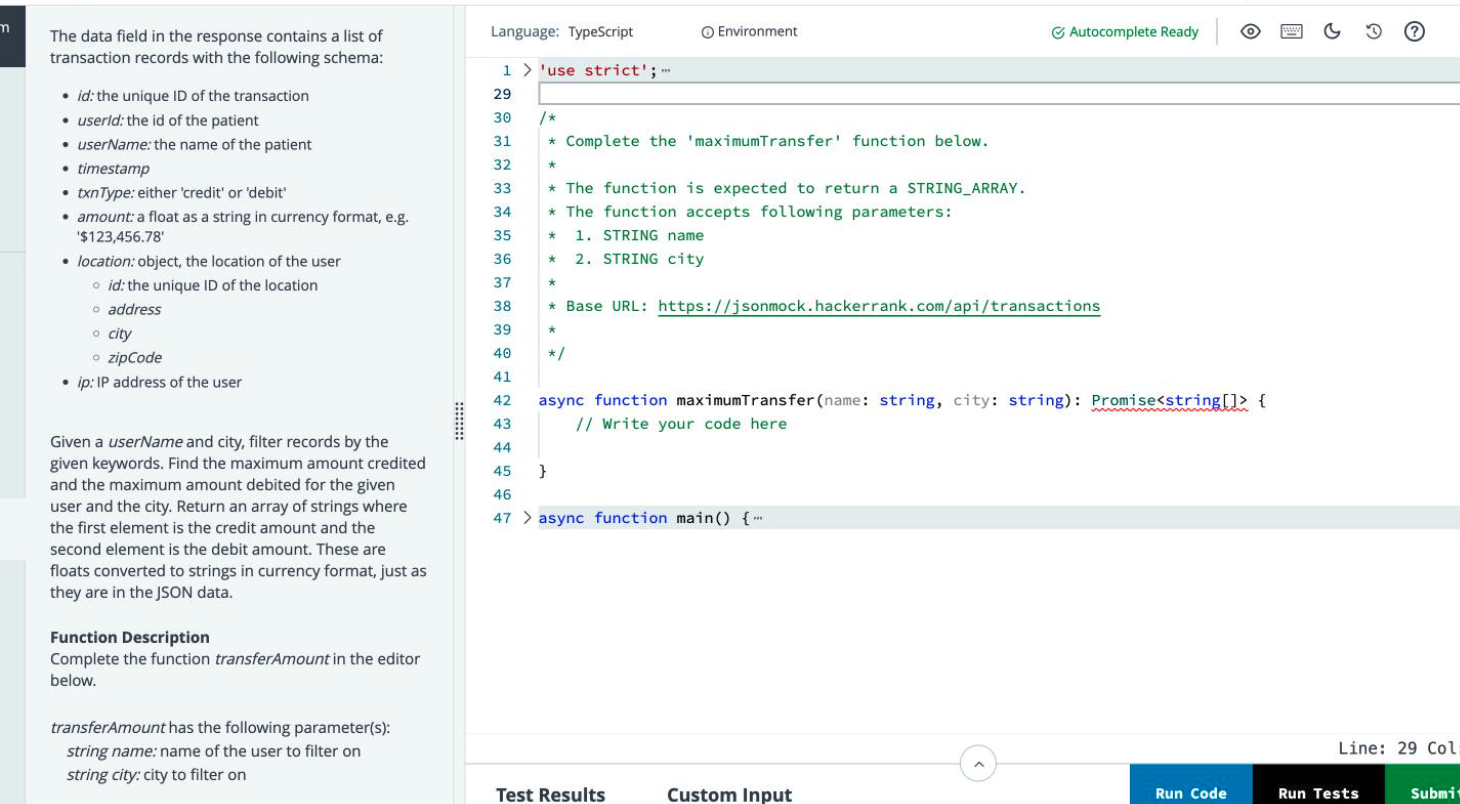 m
The data field in the response contains a list of
transaction records with the following schema:
• id: the unique ID of the transaction
• userId: the id of the patient
• userName: the name of the patient
• timestamp
• txnType: either 'credit' or 'debit'
• amount: a float as a string in currency format, e.g.
'$123,456.78'
• location: object, the location of the user
◦ id: the unique ID of the location
◦ address
◦ city
◦ zipCode
• ip: IP address of the user
Given a userName and city, filter records by the
given keywords. Find the maximum amount credited
and the maximum amount debited for the given
user and the city. Return an array of strings where
the first element is the credit amount and the
second element is the debit amount. These are
floats converted to strings in currency format, just as
they are in the JSON data.
Function Description
Complete the function transferAmount in the editor
below.
transferAmount has the following parameter(s):
string name: name of the user to filter on
string city: city to filter on
Language: TypeScript
Environment
Autocomplete Ready
1 'use strict';⋯
29
30 /*
31 * Complete the 'maximumTransfer' function below.
32 *
33 * The function is expected to return a STRING_ARRAY.
34 * The function accepts following parameters:
35 * 1. STRING name
36 * 2. STRING city
37 *
38 * Base URL: https://jsonmock.hackerrank.com/api/transactions
39 *
40 */
41
42 async function maximumTransfer(name: string, city: string): Promise<string[]> {
43 // Write your code here
44
45 }
46
47 async function main() {⋯
Line: 29 Col:
Test Results
Custom Input
Run Code
Run Tests
Submit